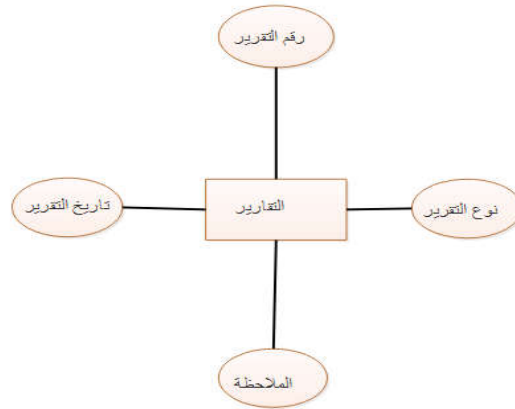 رقم التقرير
نوع التقرير
التقارير
تاريخ التقرير
الملاحظة